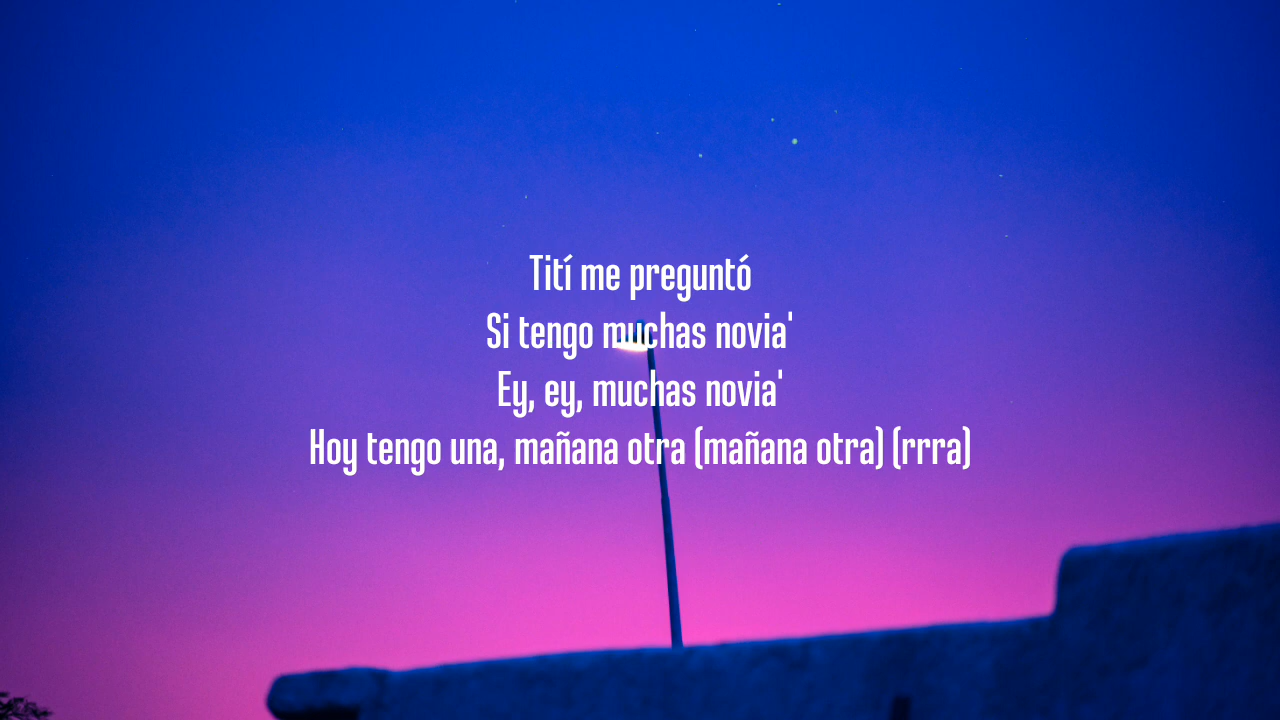 Tití me preguntó
Si tengo muchas novia'
Ey, ey, muchas novia'
Hoy tengo una, mañana otra (mañana otra) (rrra)